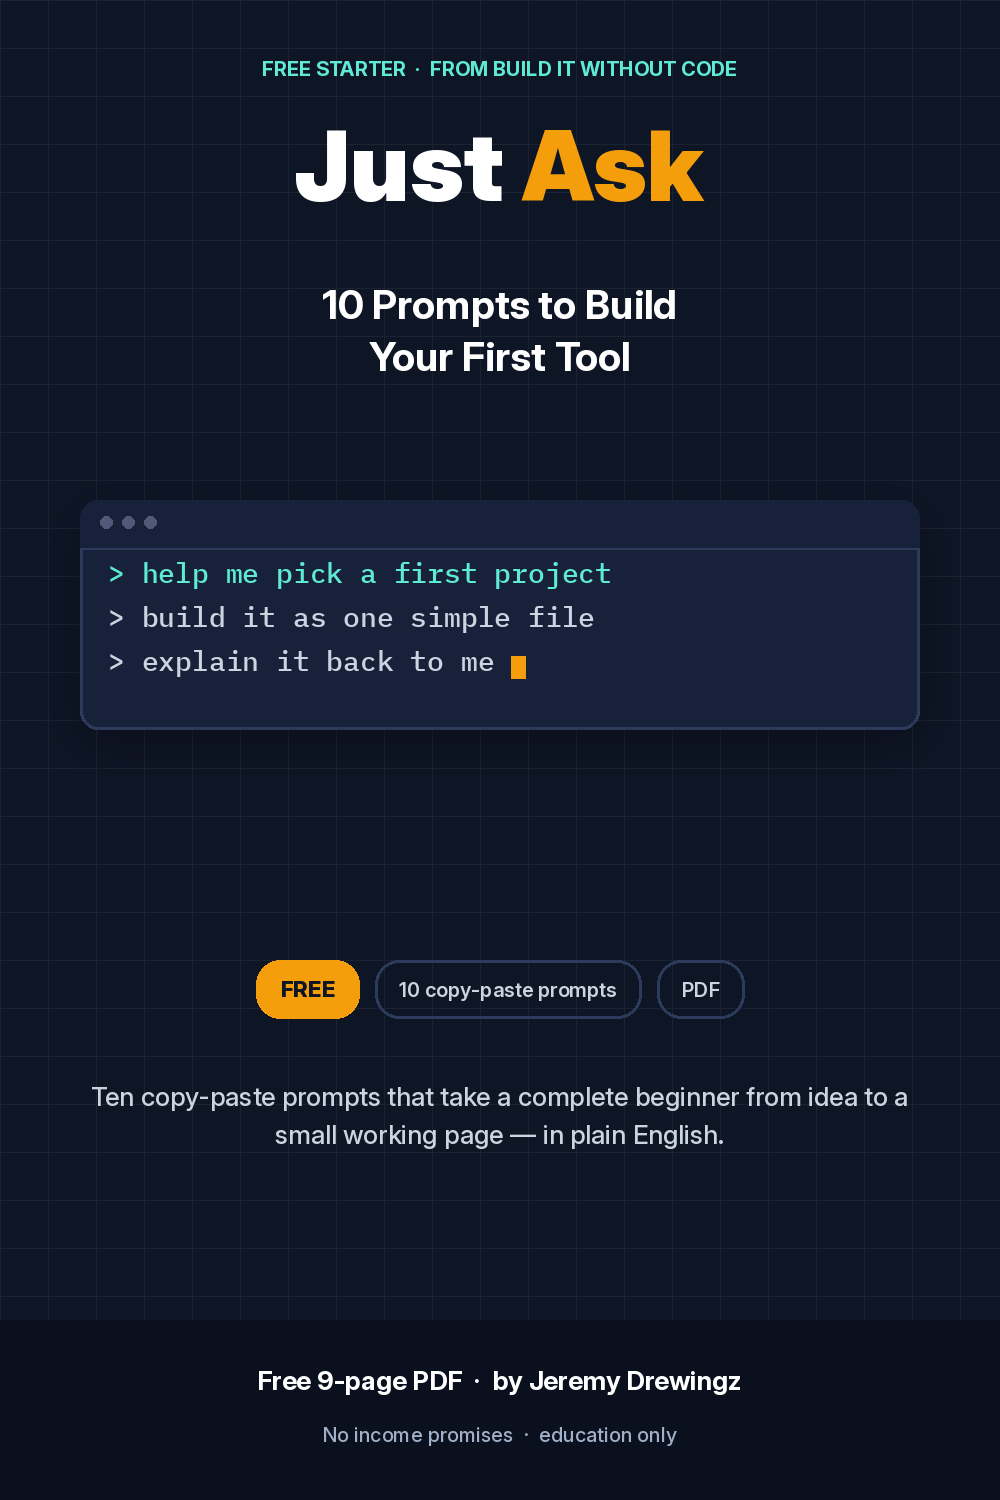 FREE STARTER · FROM BUILD IT WITHOUT CODE
Just Ask
10 Prompts to Build
Your First Tool
> help me pick a first project
> build it as one simple file
> explain it back to me
FREE
10 copy-paste prompts
PDF
Ten copy-paste prompts that take a complete beginner from idea to a
small working page — in plain English.
Free 9-page PDF · by Jeremy Drewingz
No income promises · education only